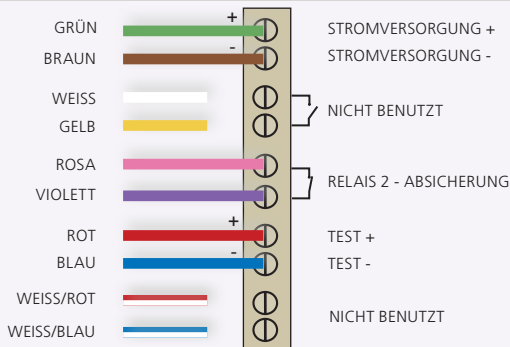 GRÜN + STROMVERSORGUNG +
BRAUN - STROMVERSORGUNG -
WEISS
NICHT BENUTZT
GELB
ROSA
RELAIS 2 - ABSICHERUNG
VIOLETT
ROT + TEST +
BLAU - TEST -
WEISS/ROT
NICHT BENUTZT
WEISS/BLAU